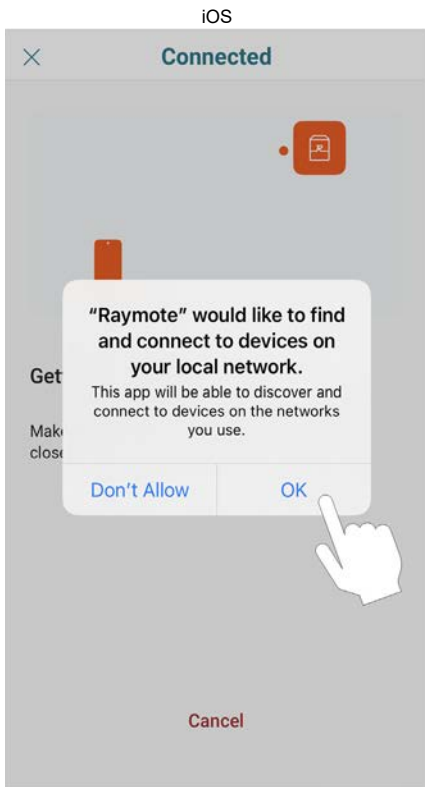 iOS
Connected
"Raymote" would like to find
and connect to devices on
your local network.
This app will be able to discover and
connect to devices on the networks
you use.
Don't Allow
OK
Cancel